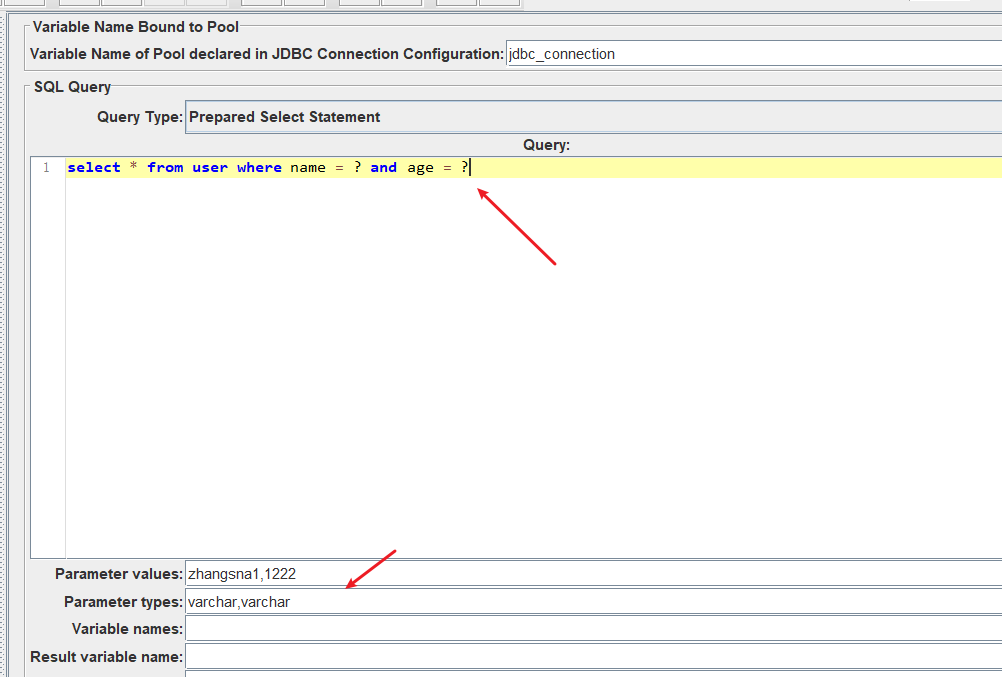 Variable Name Bound to Pool
Variable Name of Pool declared in JDBC Connection Configuration: jdbc_connection
SQL Query
Query Type: Prepared Select Statement
Query:
1 select * from user where name = ? and age = ?
Parameter values: zhangsna1,1222
Parameter types: varchar,varchar
Variable names:
Result variable name: